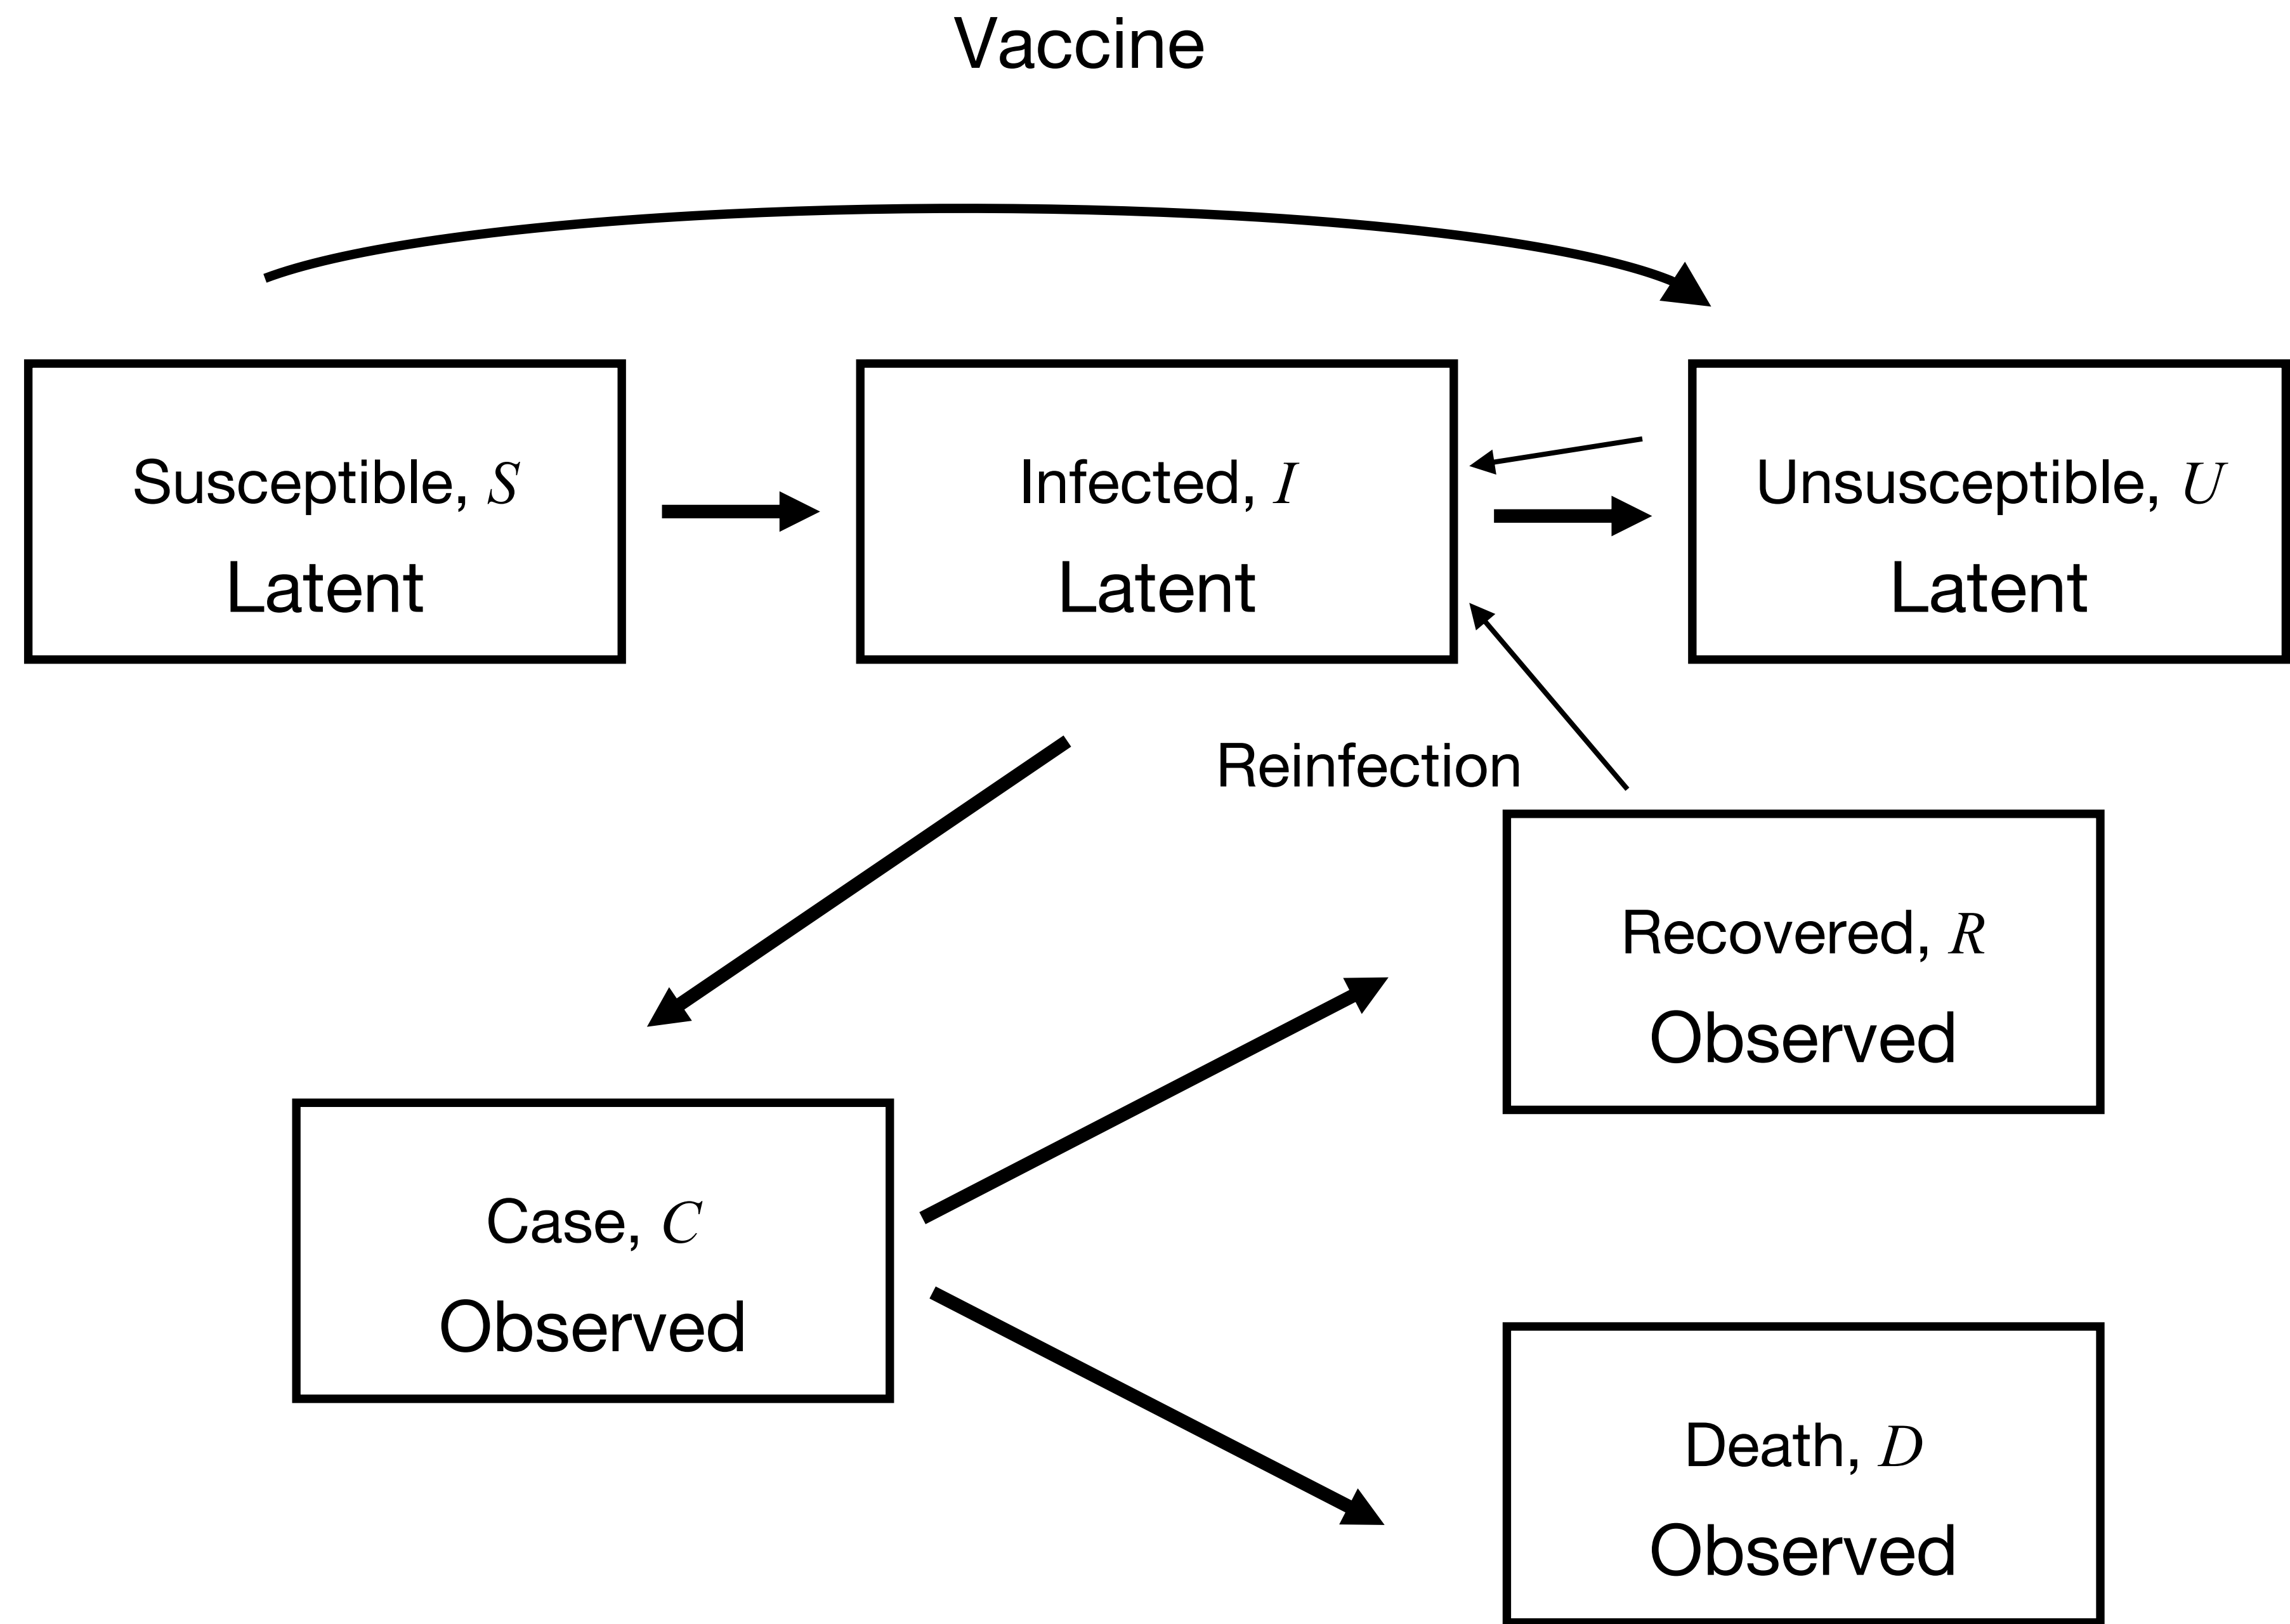 Vaccine
Susceptible, S
Latent
Infected, I
Latent
Unsusceptible, U
Latent
Reinfection
Recovered, R
Observed
Case, C
Observed
Death, D
Observed